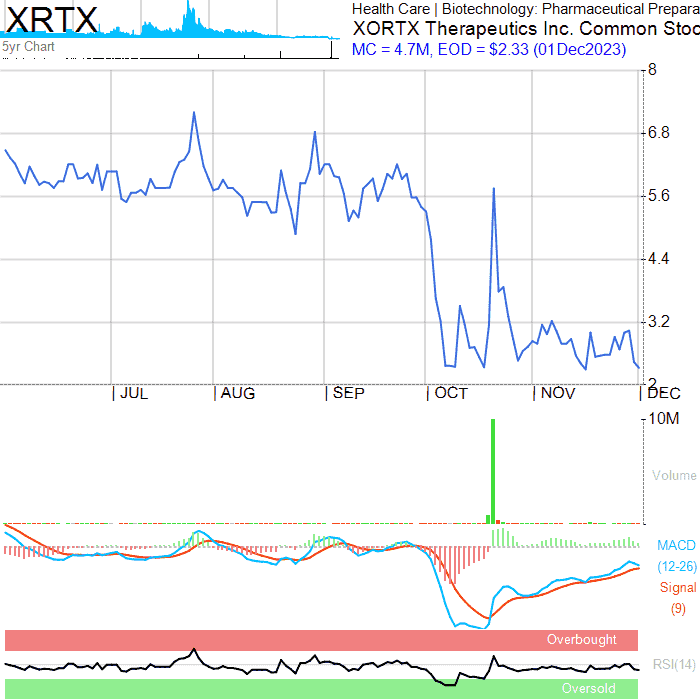 XRTX
5yr Chart
Health Care | Biotechnology: Pharmaceutical Prepara
XORTX Therapeutics Inc. Common Stoc
MC = 4.7M, EOD = $2.33 (01Dec2023)
8
6.8
5.6
4.4
3.2
2
JUL AUG SEP OCT NOV DEC
10M
Volume
MACD
(12-26)
Signal
(9)
Overbought
RSI(14)
Oversold